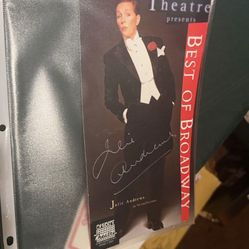 Theatre
presents
BEST OF BROADWAY
Julie
Andrews
Julie Andrews